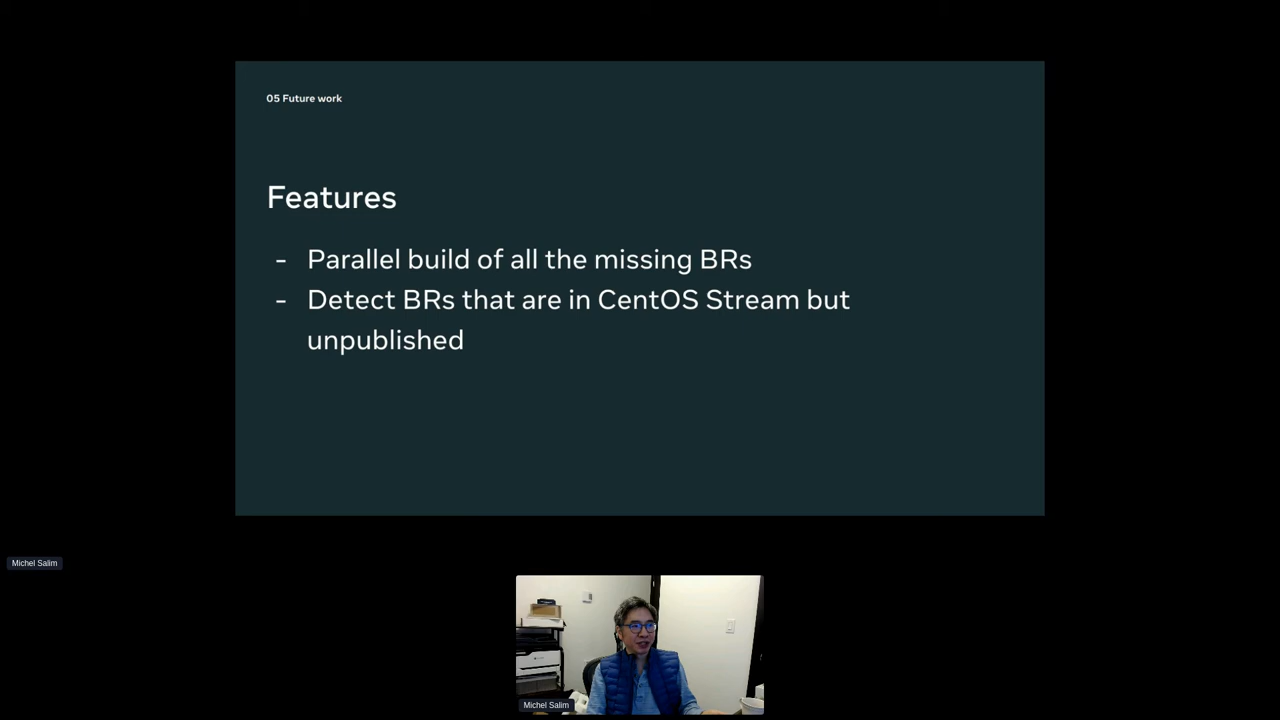 05 Future work
Features
- Parallel build of all the missing BRs
- Detect BRs that are in CentOS Stream but
unpublished
Michel Salim
Michel Salim